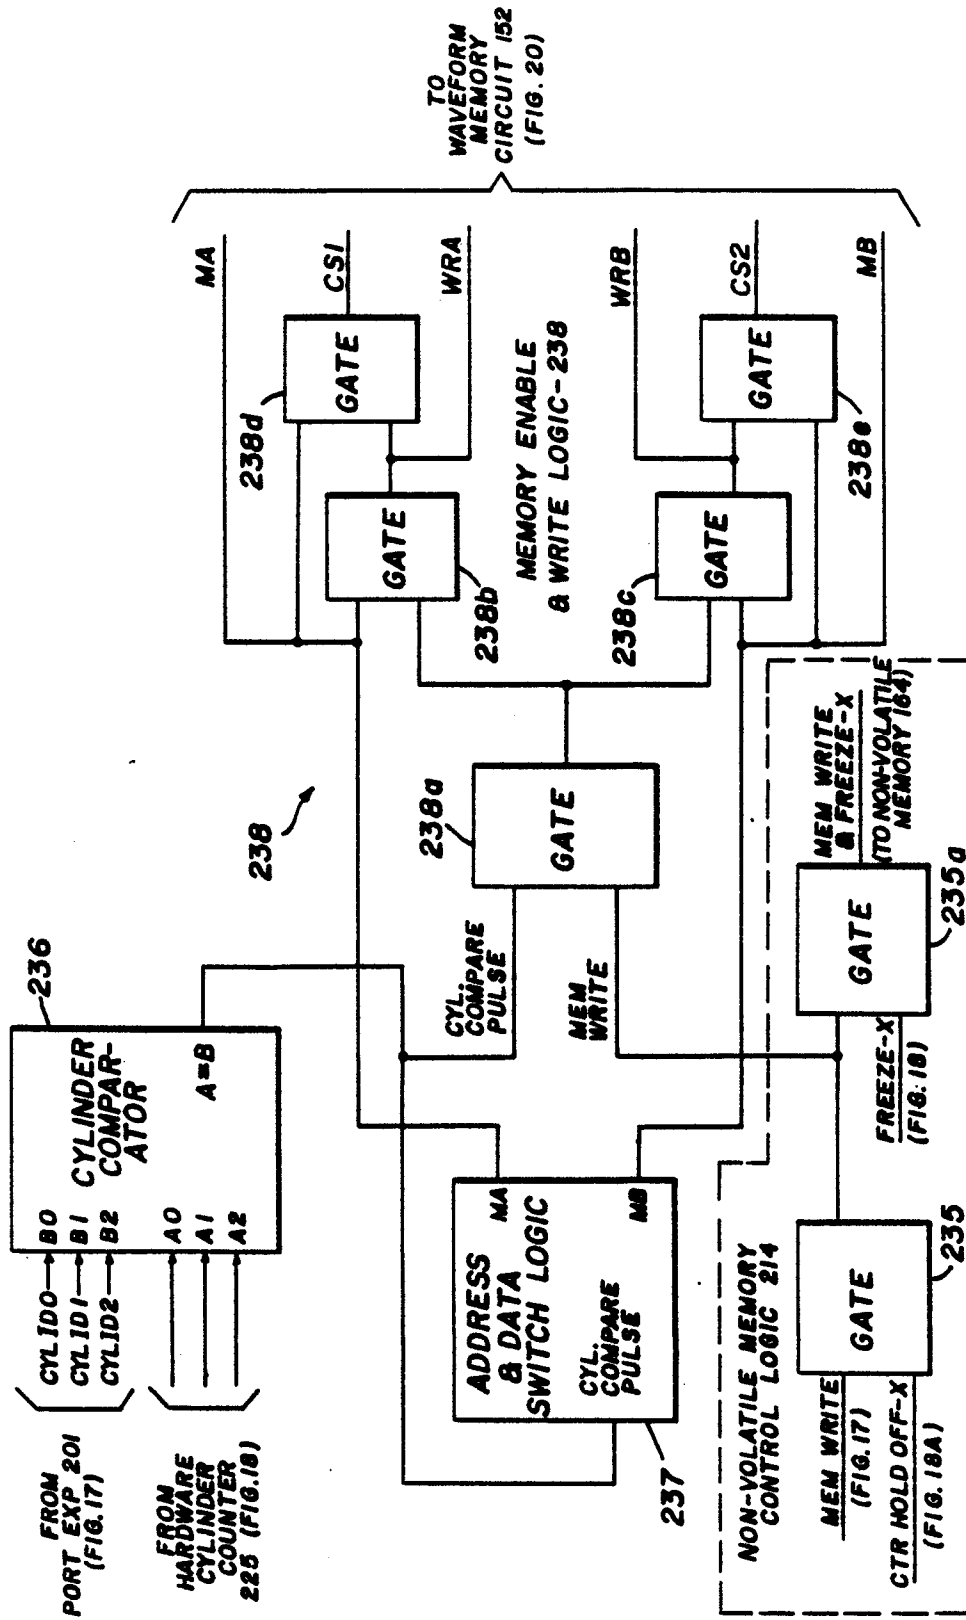 FROM
PORT EXP 201
(FIG.17)
CYLID0
CYLID1
CYLID2
B0
B1
B2
CYLINDER
COMPAR-
ATOR
236
FROM
HARDWARE
CYLINDER
COUNTER
225 (FIG.18)
A0
A1
A2
A=B
238
ADDRESS
& DATA
SWITCH LOGIC
CYL.
COMPARE
PULSE
MA
MB
237
CYL.
COMPARE
PULSE
MEM
WRITE
GATE
238a
GATE
238b
GATE
238c
GATE
238d
GATE
238e
MEMORY ENABLE
& WRITE LOGIC-238
MA
CS1
WRA
WRB
CS2
MB
TO
WAVEFORM
MEMORY
CIRCUIT 152
(FIG.20)
NON-VOLATILE MEMORY
CONTROL LOGIC 214
MEM WRITE
(FIG.17)
CTR HOLD OFF-X
(FIG.18A)
GATE
235
FREEZE-X
(FIG.18)
GATE
235a
MEM WRITE
& FREEZE-X
(TO NON-VOLATILE
MEMORY 164)